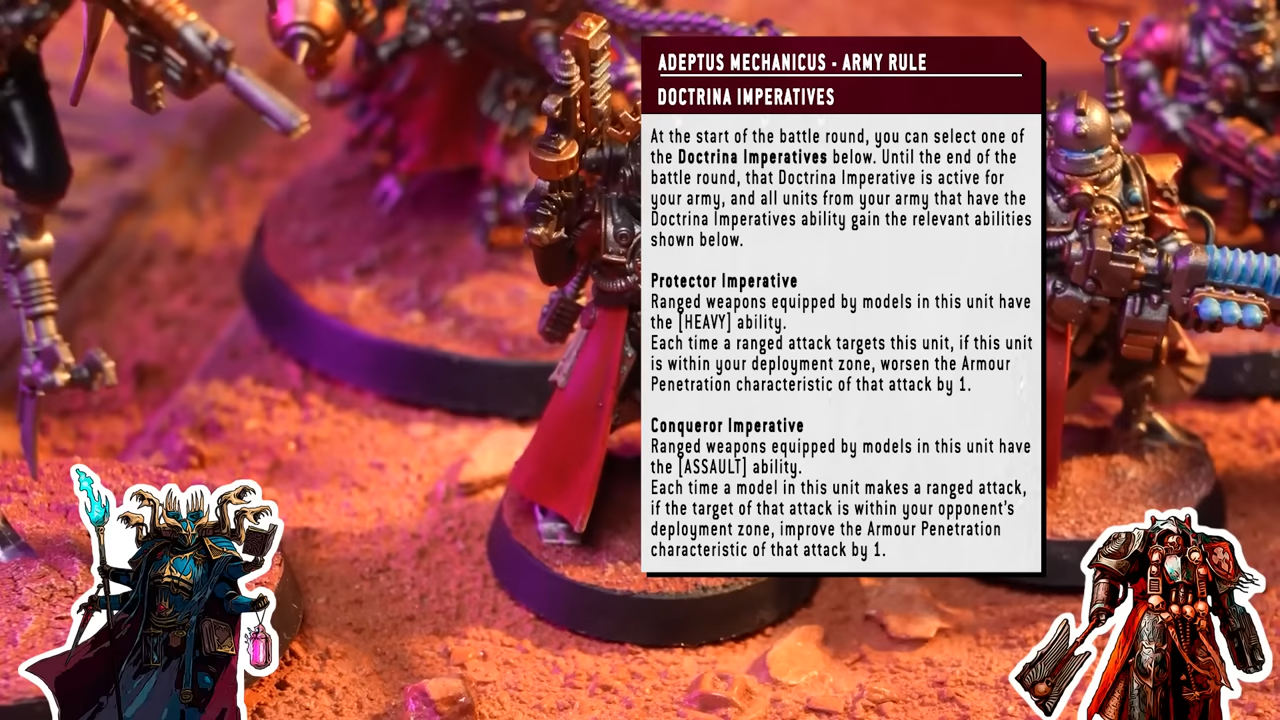 ADEPTUS MECHANICUS - ARMY RULE
DOCTRINA IMPERATIVES
At the start of the battle round, you can select one of
the Doctrina Imperatives below. Until the end of the
battle round, that Doctrina Imperative is active for
your army, and all units from your army that have the
Doctrina Imperatives ability gain the relevant abilities
shown below.
Protector Imperative
Ranged weapons equipped by models in this unit have
the [HEAVY] ability.
Each time a ranged attack targets this unit, if this unit
is within your deployment zone, worsen the Armour
Penetration characteristic of that attack by 1.
Conqueror Imperative
Ranged weapons equipped by models in this unit have
the [ASSAULT] ability.
Each time a model in this unit makes a ranged attack,
if the target of that attack is within your opponent's
deployment zone, improve the Armour Penetration
characteristic of that attack by 1.